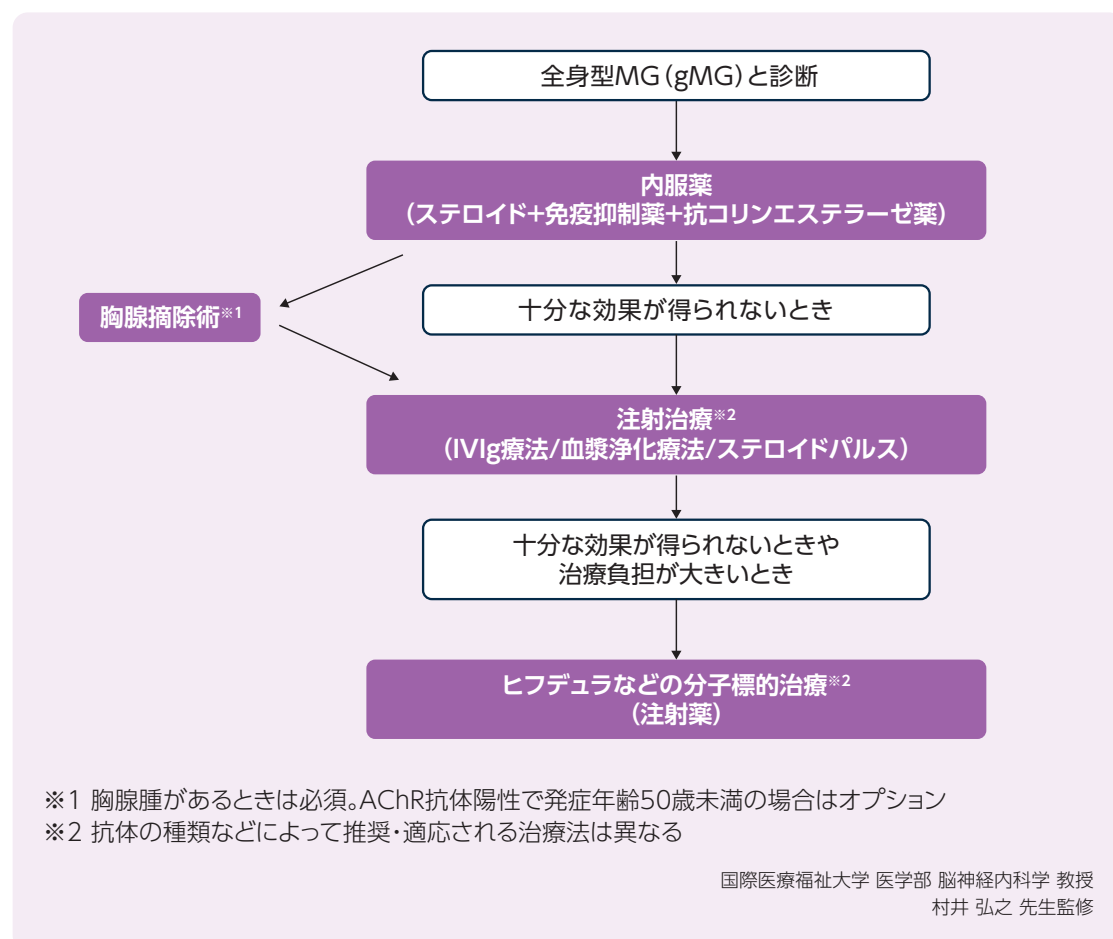 全身型MG(gMG)と診断
内服薬
(ステロイド+免疫抑制薬+抗コリンエステラーゼ薬)
胸腺摘除術※1
十分な効果が得られないとき
注射治療※2
(IVIg療法/血漿浄化療法/ステロイドパルス)
十分な効果が得られないときや
治療負担が大きいとき
ヒフデュラなどの分子標的治療※2
(注射薬)
※1 胸腺腫があるときは必須。AChR抗体陽性で発症年齢50歳未満の場合はオプション
※2 抗体の種類などによって推奨・適応される治療法は異なる
国際医療福祉大学 医学部 脳神経内科学 教授
村井 弘之 先生監修